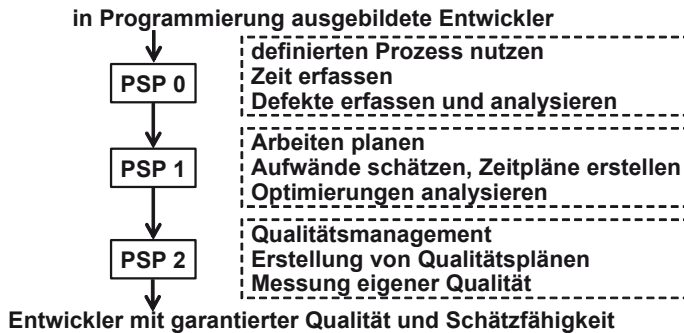 in Programmierung ausgebildete Entwickler
PSP 0
definierten Prozess nutzen
Zeit erfassen
Defekte erfassen und analysieren
PSP 1
Arbeiten planen
Aufwände schätzen, Zeitpläne erstellen
Optimierungen analysieren
PSP 2
Qualitätsmanagement
Erstellung von Qualitätsplänen
Messung eigener Qualität
Entwickler mit garantierter Qualität und Schätzfähigkeit